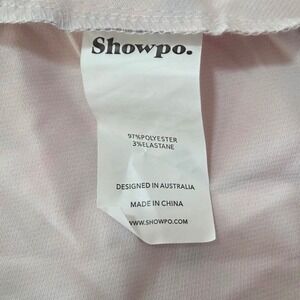 Showpo.
97%POLYESTER
3%ELASTANE
DESIGNED IN AUSTRALIA
MADE IN CHINA
WWW.SHOWPO.COM